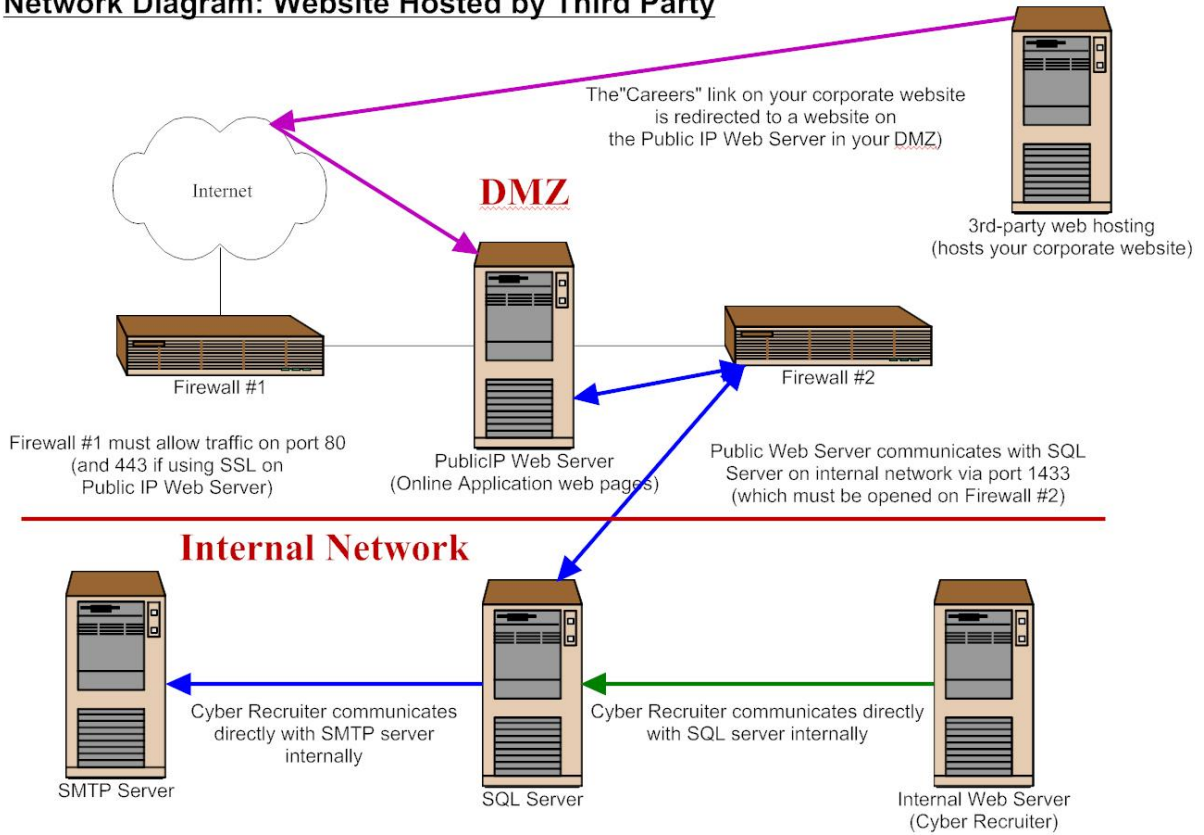 Network Diagram: Website Hosted by Third Party
The"Careers" link on your corporate website
is redirected to a website on
the Public IP Web Server in your DMZ)
Internet
DMZ
3rd-party web hosting
(hosts your corporate website)
Firewall #1
Firewall #2
Firewall #1 must allow traffic on port 80
(and 443 if using SSL on
Public IP Web Server)
PublicIP Web Server
(Online Application web pages)
Public Web Server communicates with SQL
Server on internal network via port 1433
(which must be opened on Firewall #2)
Internal Network
Cyber Recruiter communicates
directly with SMTP server
internally
Cyber Recruiter communicates directly
with SQL server internally
SMTP Server
SQL Server
Internal Web Server
(Cyber Recruiter)